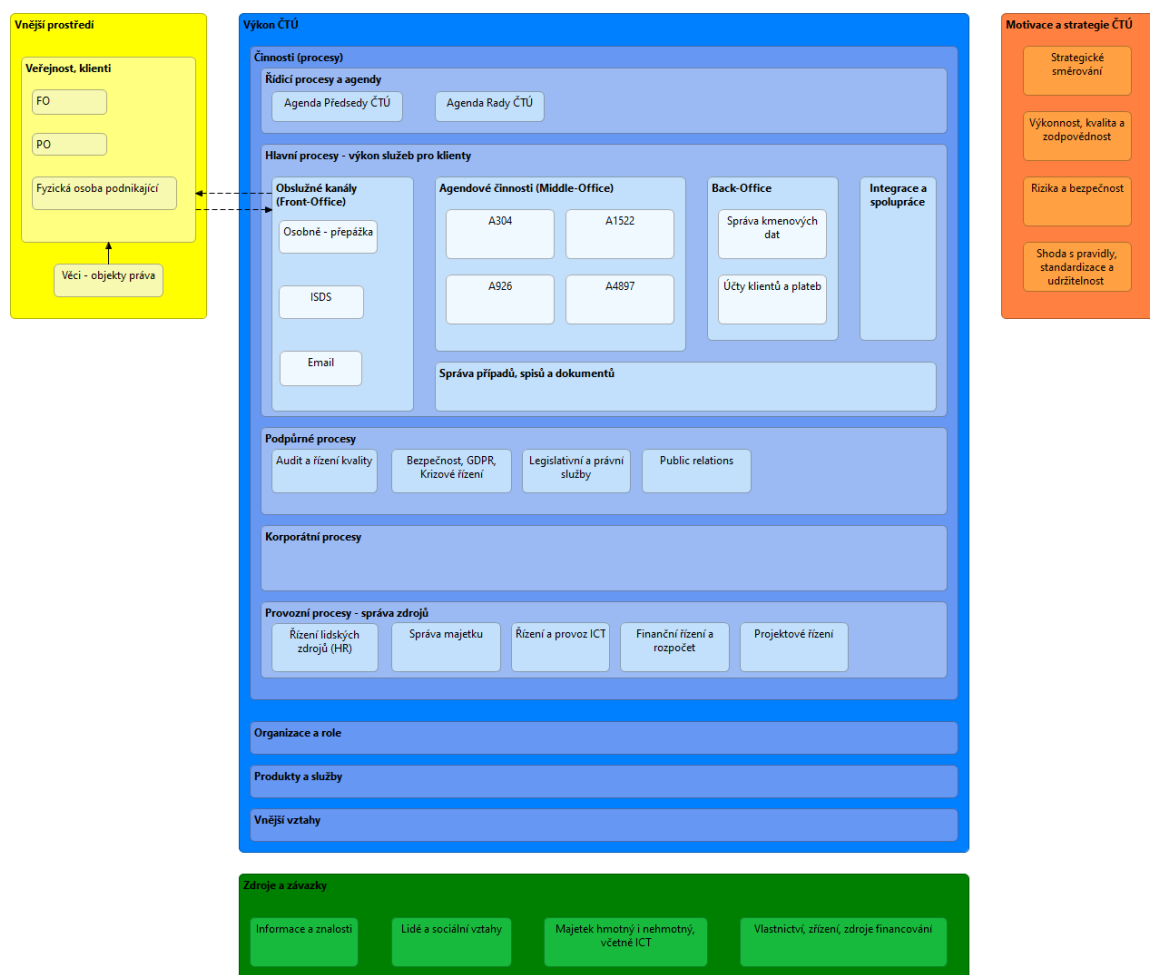 Vnější prostředí
Veřejnost, klienti
FO
PO
Fyzická osoba podnikající
Věci - objekty práva
Výkon ČTÚ
Činnosti (procesy)
Řídicí procesy a agendy
Agenda Předsedy ČTÚ
Agenda Rady ČTÚ
Hlavní procesy - výkon služeb pro klienty
Obslužné kanály
(Front-Office)
Osobně - přepážka
ISDS
Email
Agendové činnosti (Middle-Office)
A304
A1522
A926
A4897
Back-Office
Správa kmenových
dat
Účty klientů a plateb
Integrace a
spolupráce
Správa případů, spisů a dokumentů
Podpůrné procesy
Audit a řízení kvality
Bezpečnost, GDPR,
Krizové řízení
Legislativní a právní
služby
Public relations
Korporátní procesy
Provozní procesy - správa zdrojů
Řízení lidských
zdrojů (HR)
Správa majetku
Řízení a provoz ICT
Finanční řízení a
rozpočet
Projektové řízení
Organizace a role
Produkty a služby
Vnější vztahy
Motivace a strategie ČTÚ
Strategické
směrování
Výkonnost, kvalita a
zodpovědnost
Rizika a bezpečnost
Shoda s pravidly,
standardizace a
udržitelnost
Zdroje a závazky
Informace a znalosti
Lidé a sociální vztahy
Majetek hmotný i nehmotný,
včetně ICT
Vlastnictví, zřízení, zdroje financování